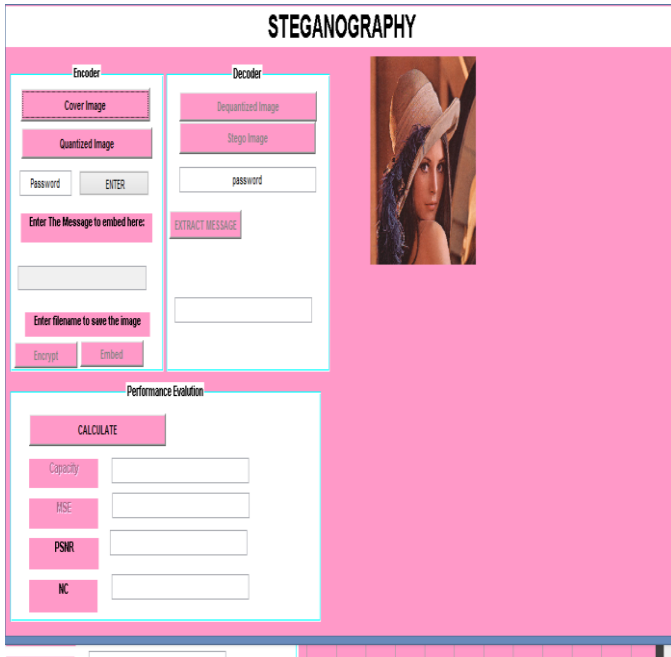 STEGANOGRAPHY
Encoder
Cover Image
Quantized Image
Password
ENTER
Enter The Message to embed here:
Enter filename to save the image
Encrypt
Embed
Decoder
Dequantized Image
Stego Image
password
EXTRACT MESSAGE
Performance Evalution
CALCULATE
Capacity
MSE
PSNR
NC